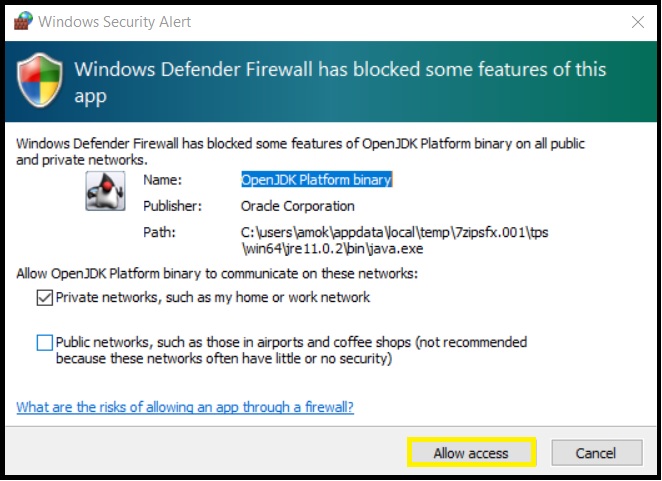 Windows Security Alert
Windows Defender Firewall has blocked some features of this
app
Windows Defender Firewall has blocked some features of OpenJDK Platform binary on all public
and private networks.
Name: OpenJDK Platform binary
Publisher: Oracle Corporation
Path: C:\users\amok\appdata\local\temp\7zipsfx.001\tps
\win64\jre11.0.2\bin\java.exe
Allow OpenJDK Platform binary to communicate on these networks:
Private networks, such as my home or work network
Public networks, such as those in airports and coffee shops (not recommended
because these networks often have little or no security)
What are the risks of allowing an app through a firewall?
Allow access Cancel